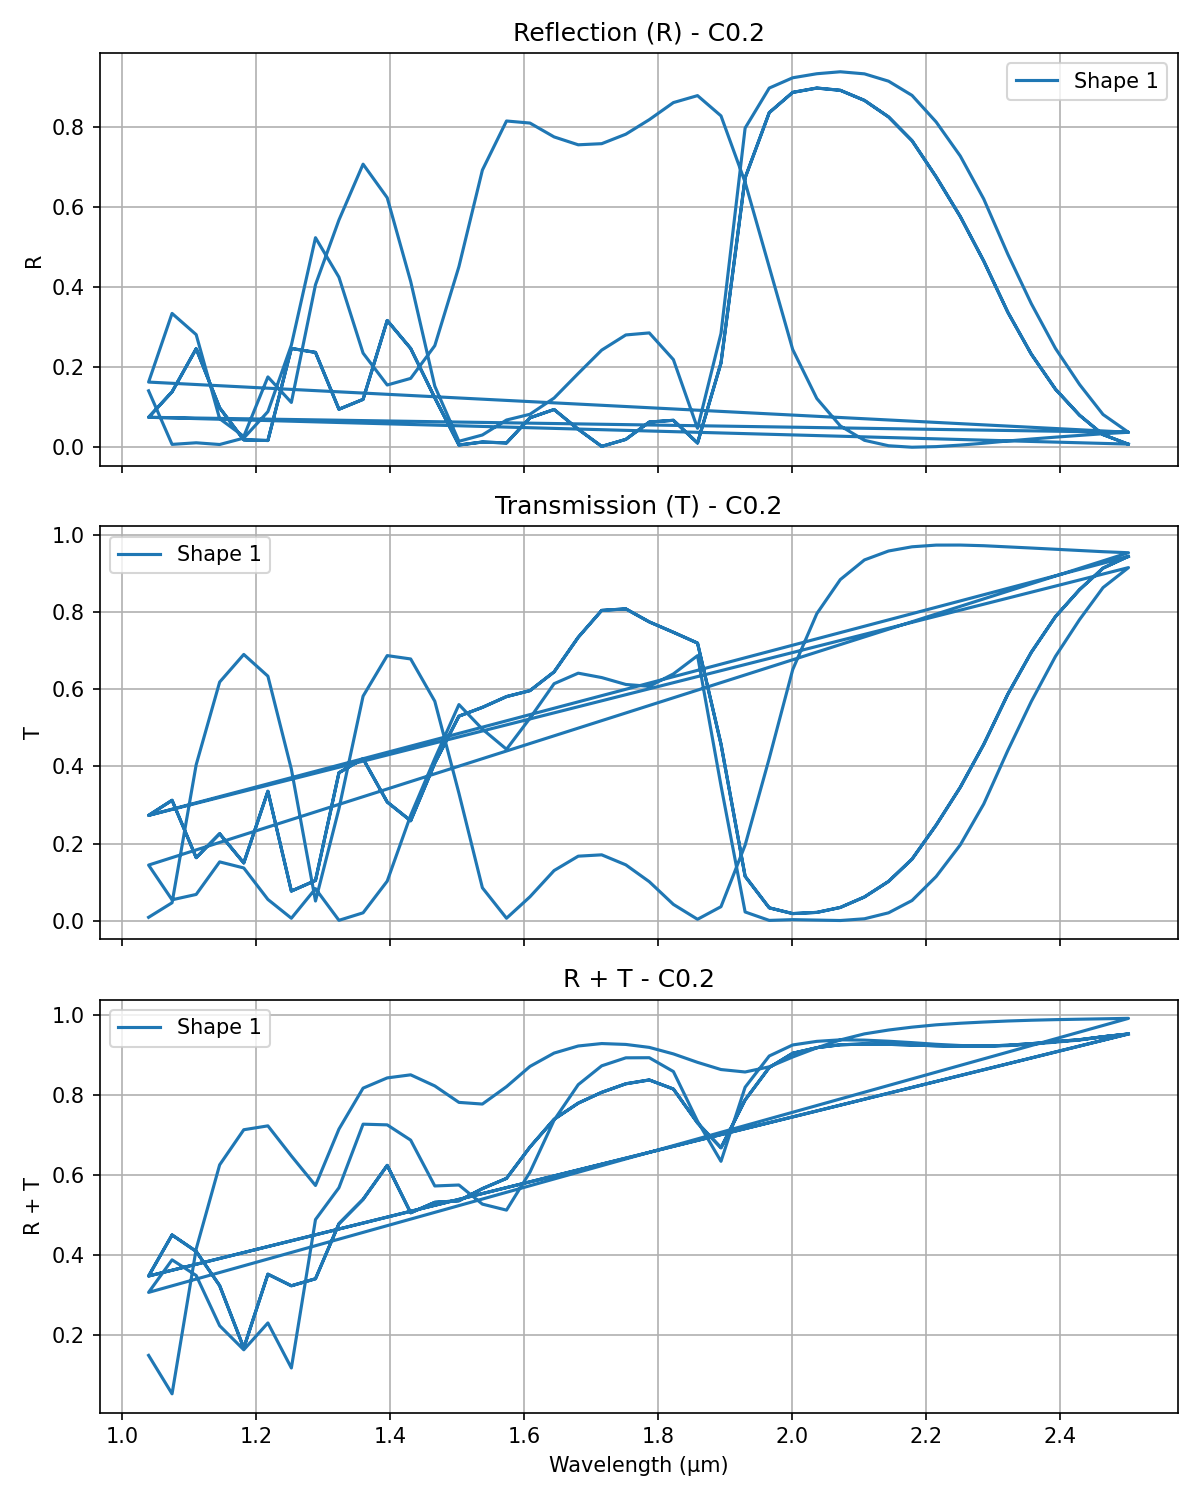 Reflection (R) - C0.2
Shape 1
R
0.8
0.6
0.4
0.2
0.0
Transmission (T) - C0.2
Shape 1
T
1.0
0.8
0.6
0.4
0.2
0.0
R + T - C0.2
Shape 1
R + T
1.0
0.8
0.6
0.4
0.2
1.0 1.2 1.4 1.6 1.8 2.0 2.2 2.4
Wavelength (μm)